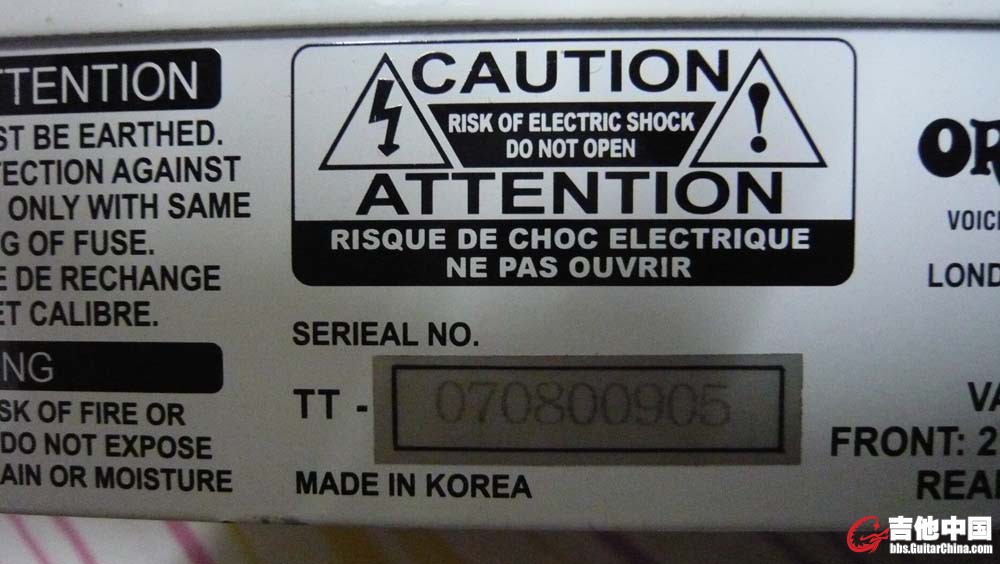 TTENTION
ST BE EARTHED.
ECTION AGAINST
ONLY WITH SAME
G OF FUSE.
E DE RECHANGE
ET CALIBRE.
NG
SK OF FIRE OR
DO NOT EXPOSE
AIN OR MOISTURE
CAUTION
RISK OF ELECTRIC SHOCK
DO NOT OPEN
ATTENTION
RISQUE DE CHOC ELECTRIQUE
NE PAS OUVRIR
SERIEAL NO.
TT - 070800905
MADE IN KOREA
OR
VOIC
LOND
VA
FRONT: 2
REA
吉他中国
bbs.GuitarChina.com